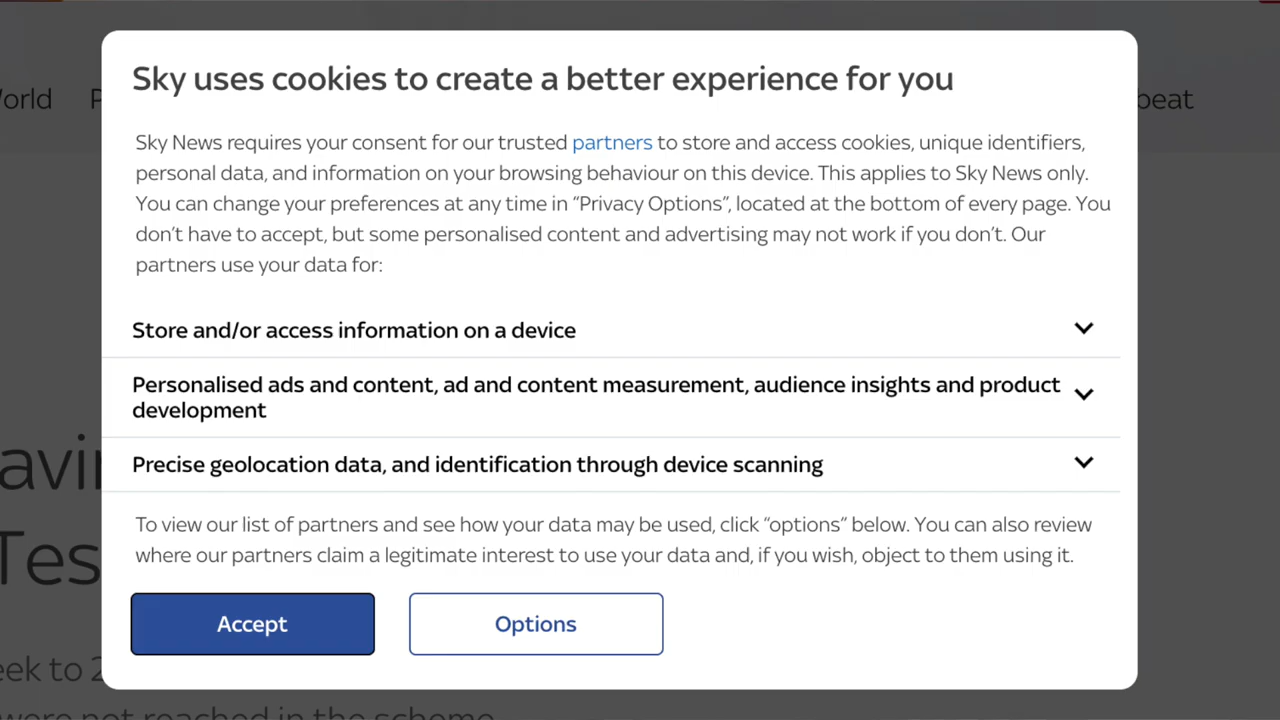 Sky uses cookies to create a better experience for you
Sky News requires your consent for our trusted partners to store and access cookies, unique identifiers,
personal data, and information on your browsing behaviour on this device. This applies to Sky News only.
You can change your preferences at any time in “Privacy Options”, located at the bottom of every page. You
don’t have to accept, but some personalised content and advertising may not work if you don’t. Our
partners use your data for:
Store and/or access information on a device
Personalised ads and content, ad and content measurement, audience insights and product
development
Precise geolocation data, and identification through device scanning
To view our list of partners and see how your data may be used, click “options” below. You can also review
where our partners claim a legitimate interest to use your data and, if you wish, object to them using it.
Accept Options
were not reached in the scheme